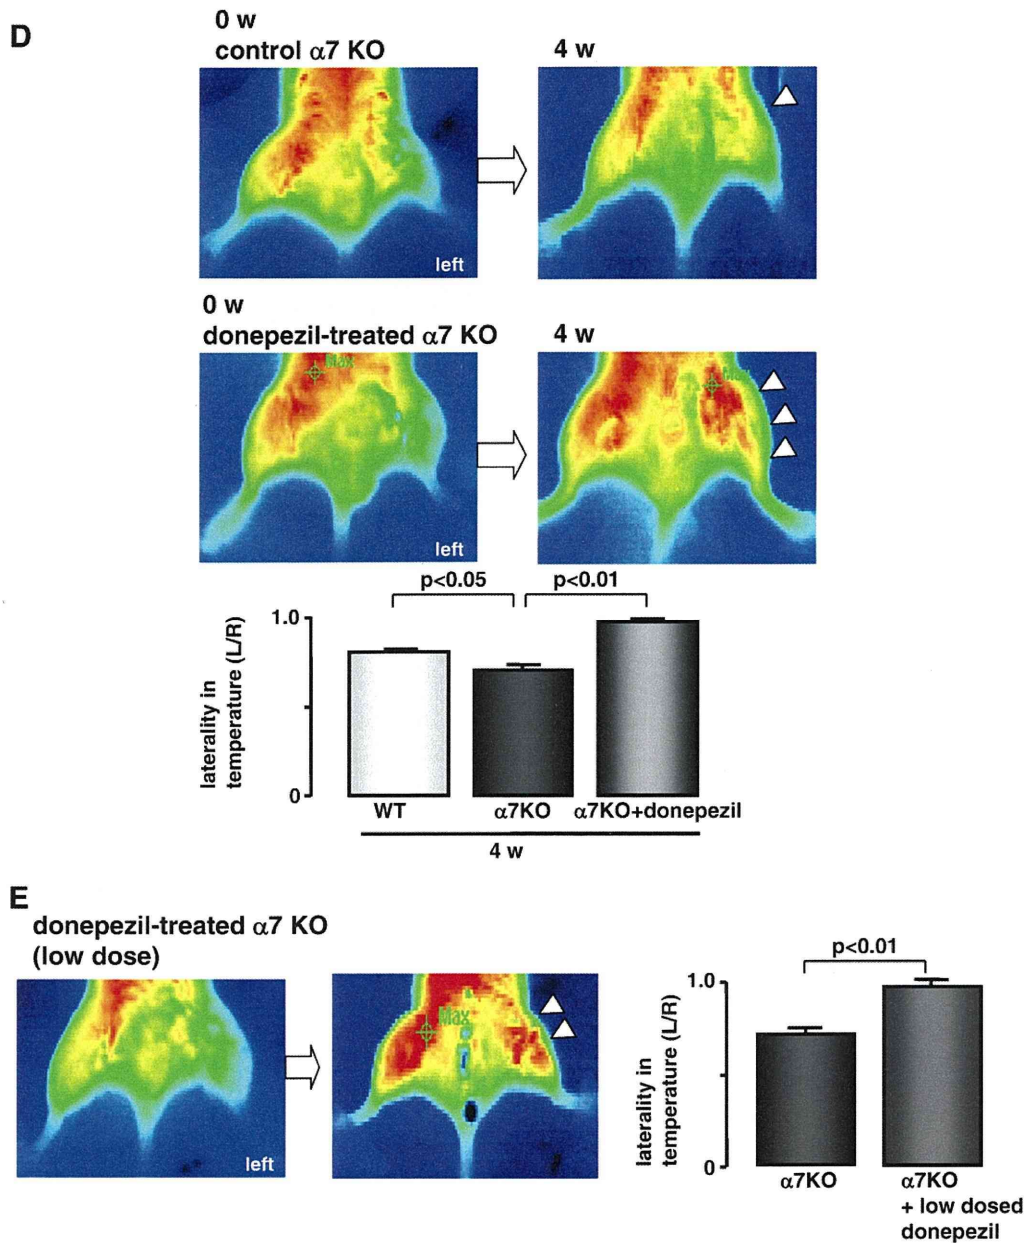 D
0 w
control α7 KO
4 w
left
0 w
donepezil-treated α7 KO
4 w
Max
left
p<0.05
p<0.01
laterality in
temperature (L/R)
1.0
0
WT
α7KO
α7KO+donepezil
4 w
E
donepezil-treated α7 KO
(low dose)
left
Max
p<0.01
laterality in
temperature (L/R)
1.0
0
α7KO
α7KO
+ low dosed
donepezil